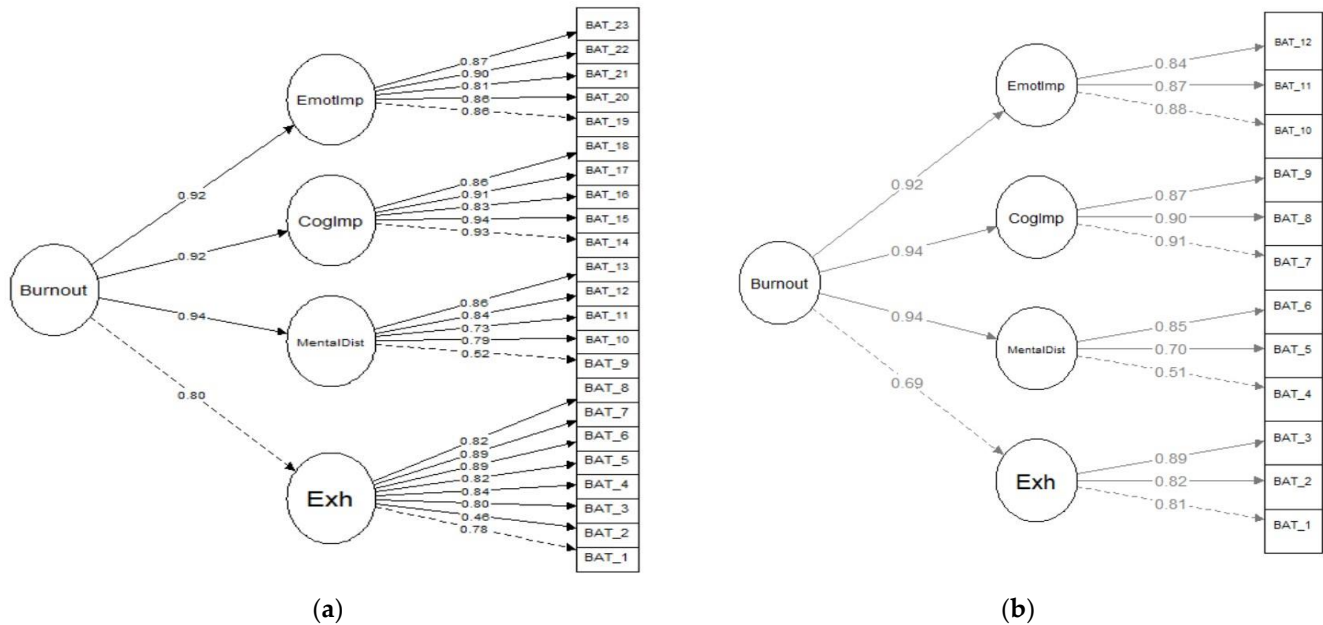 BAT_23
BAT_22
BAT_21
BAT_20
BAT_19
BAT_18
BAT_17
BAT_16
BAT_15
BAT_14
BAT_13
BAT_12
BAT_11
BAT_10
BAT_9
BAT_8
BAT_7
BAT_6
BAT_5
BAT_4
BAT_3
BAT_2
BAT_1
EmotImp
CogImp
MentalDist
Exh
Burnout
0.87
0.90
0.81
0.86
0.86
0.86
0.91
0.83
0.94
0.93
0.86
0.84
0.73
0.79
0.52
0.82
0.89
0.89
0.82
0.84
0.80
0.46
0.78
0.92
0.92
0.94
0.80
(a)
BAT_12
BAT_11
BAT_10
BAT_9
BAT_8
BAT_7
BAT_6
BAT_5
BAT_4
BAT_3
BAT_2
BAT_1
EmotImp
CogImp
MentalDist
Exh
Burnout
0.84
0.87
0.88
0.87
0.90
0.91
0.85
0.70
0.51
0.89
0.82
0.81
0.92
0.94
0.94
0.69
(b)